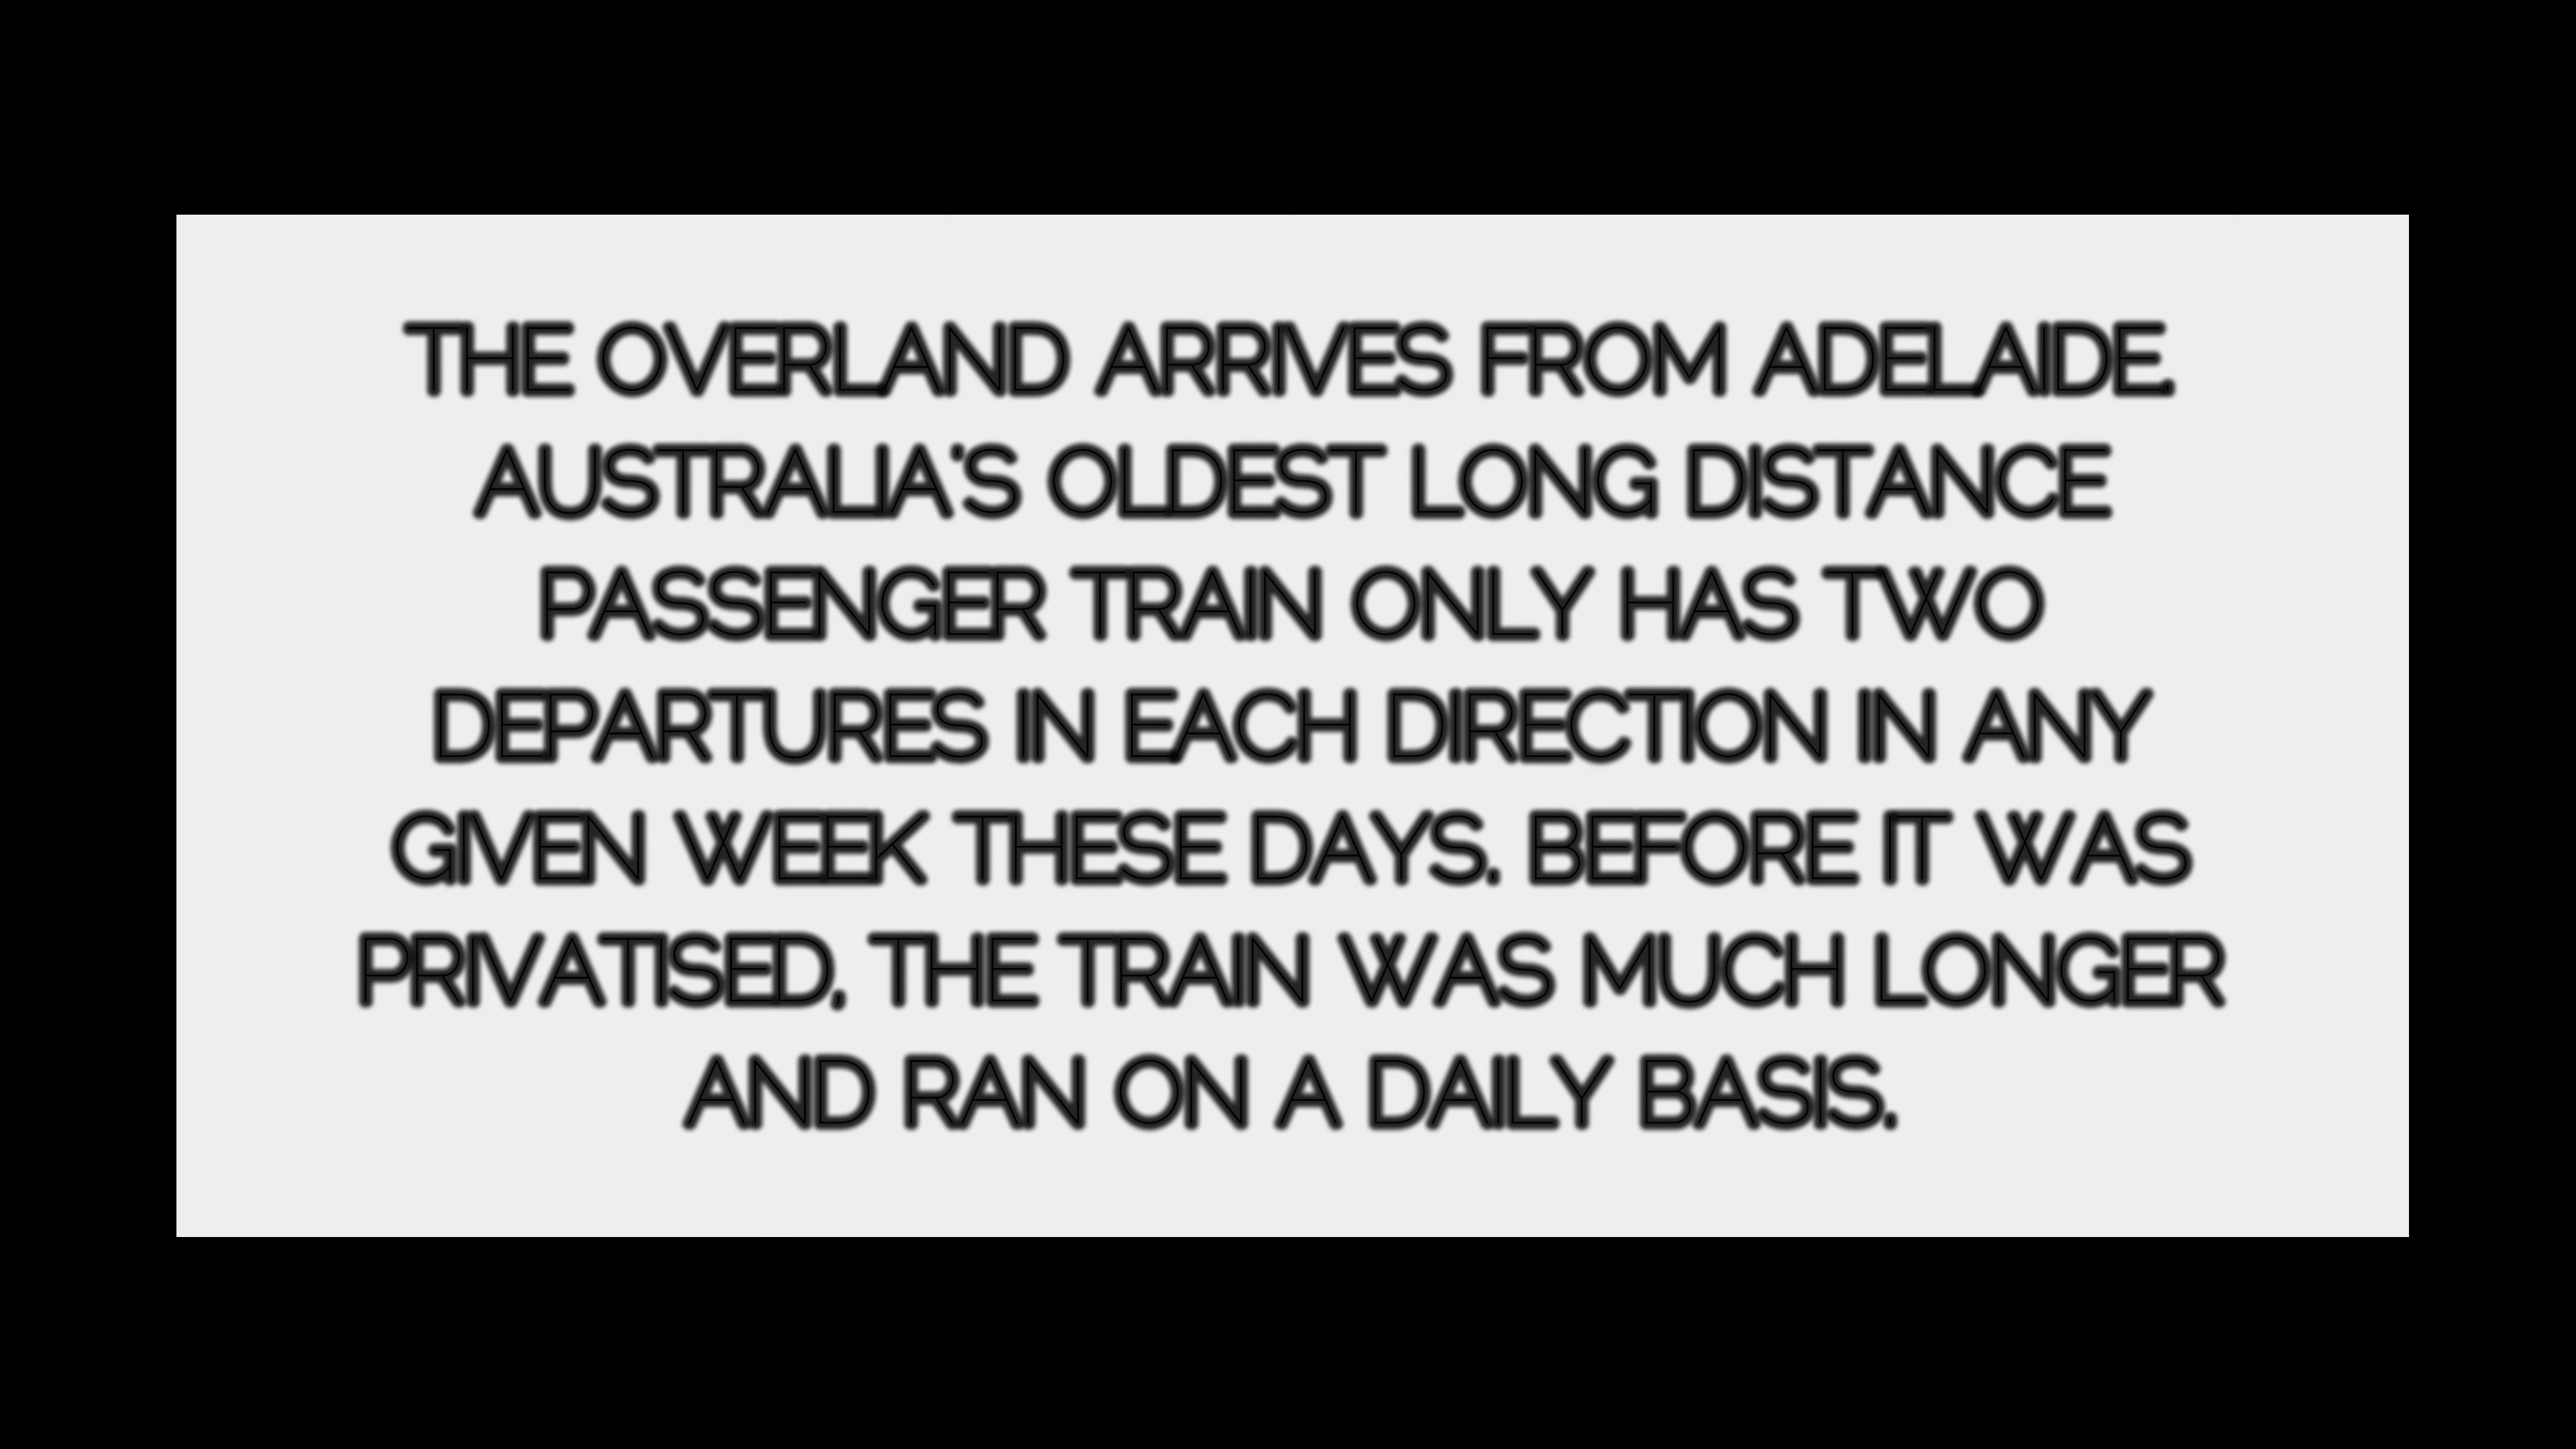 THE OVERLAND ARRIVES FROM ADELAIDE.
AUSTRALIA'S OLDEST LONG DISTANCE
PASSENGER TRAIN ONLY HAS TWO
DEPARTURES IN EACH DIRECTION IN ANY
GIVEN WEEK THESE DAYS. BEFORE IT WAS
PRIVATISED, THE TRAIN WAS MUCH LONGER
AND RAN ON A DAILY BASIS.